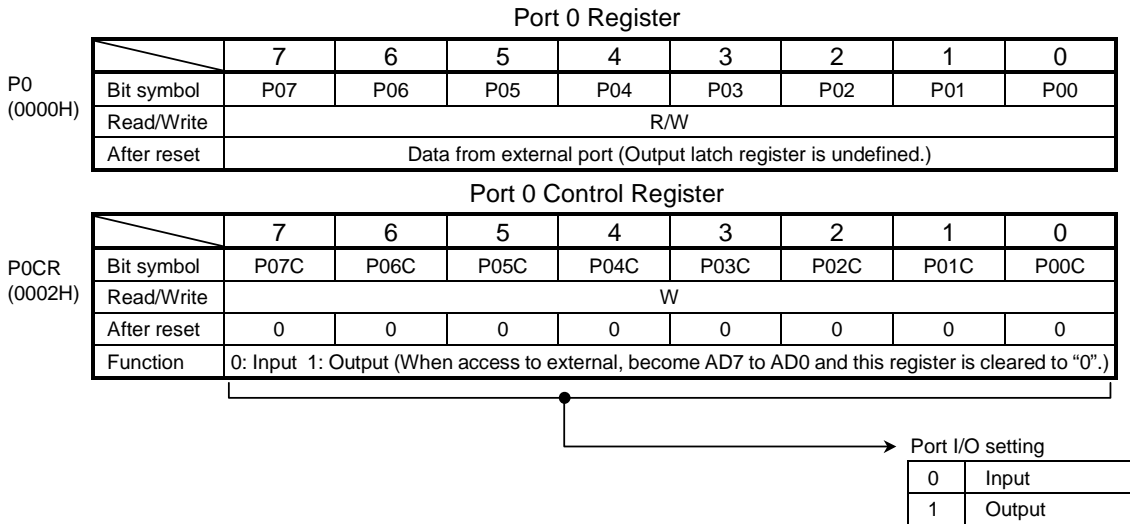 Port 0 Register
7 6 5 4 3 2 1 0
P0
(0000H)
Bit symbol P07 P06 P05 P04 P03 P02 P01 P00
Read/Write R/W
After reset Data from external port (Output latch register is undefined.)
Port 0 Control Register
7 6 5 4 3 2 1 0
P0CR
(0002H)
Bit symbol P07C P06C P05C P04C P03C P02C P01C P00C
Read/Write W
After reset 0 0 0 0 0 0 0 0
Function 0: Input 1: Output (When access to external, become AD7 to AD0 and this register is cleared to “0”.)
Port I/O setting
0 Input
1 Output